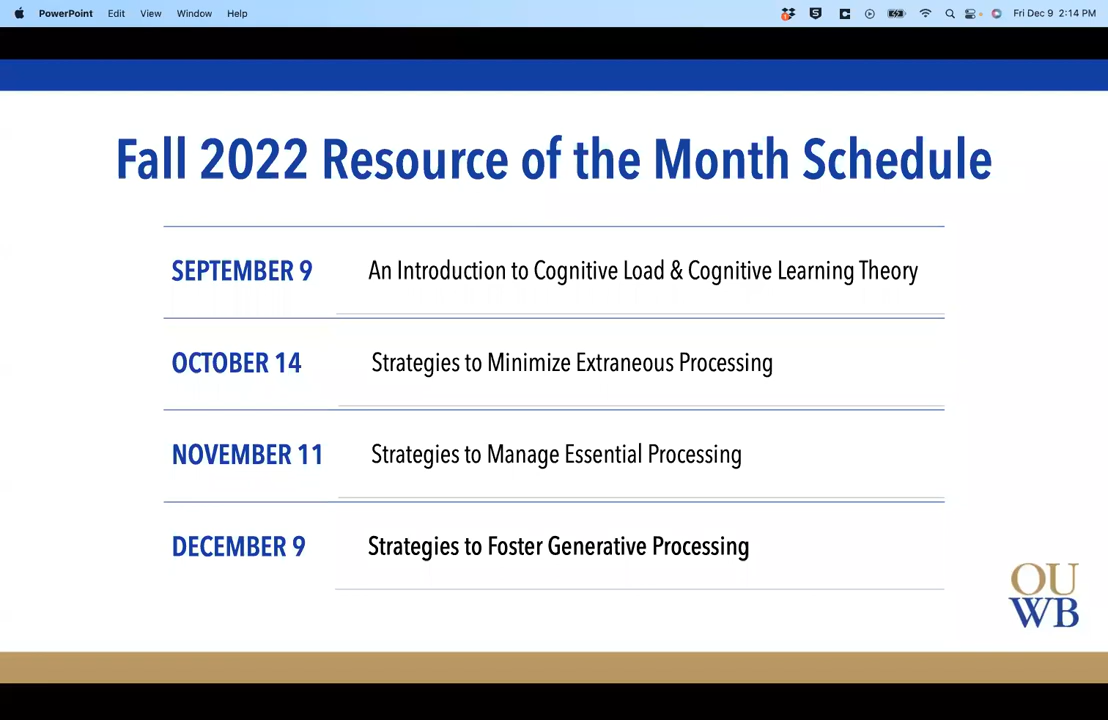 PowerPoint Edit View Window Help Fri Dec 9 2:14 PM
Fall 2022 Resource of the Month Schedule
SEPTEMBER 9 An Introduction to Cognitive Load & Cognitive Learning Theory
OCTOBER 14 Strategies to Minimize Extraneous Processing
NOVEMBER 11 Strategies to Manage Essential Processing
DECEMBER 9 Strategies to Foster Generative Processing
OU
WB